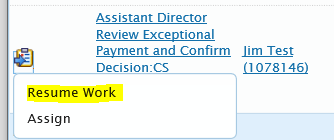 Assistant Director
Review Exceptional
Payment and Confirm Jim Test
Decision:CS (1078146)
Resume Work
Assign